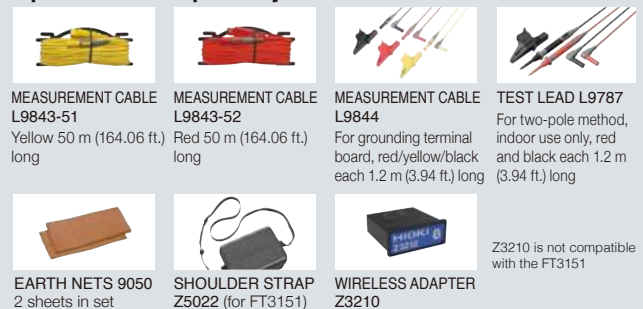 MEASUREMENT CABLE
L9843-51
Yellow 50 m (164.06 ft.)
long
MEASUREMENT CABLE
L9843-52
Red 50 m (164.06 ft.)
long
MEASUREMENT CABLE
L9844
For grounding terminal
board, red/yellow/black
each 1.2 m (3.94 ft.) long
TEST LEAD L9787
For two-pole method,
indoor use only, red
and black each 1.2 m
(3.94 ft.) long
EARTH NETS 9050
2 sheets in set
SHOULDER STRAP
Z5022 (for FT3151)
HIOKI
Z3210
WIRELESS ADAPTER
Z3210
Z3210 is not compatible
with the FT3151